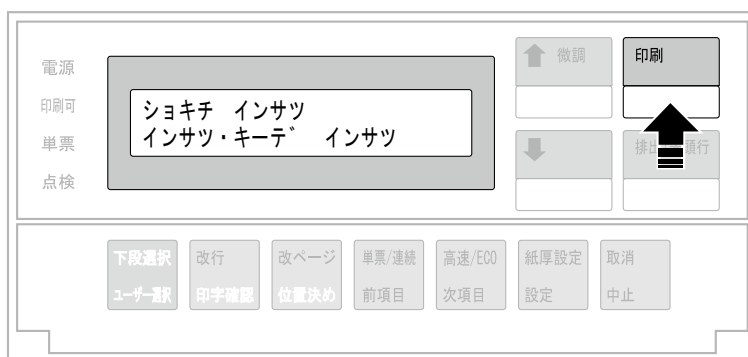 電源
印刷可
単票
点検
ショキチ インサツ
インサツ・キーデ インサツ
微調
印刷
排出 頭行
下段選択 改行 改ページ 単票/連続 高速/ECO 紙厚設定 取消
ユーザー選択 印字確認 位置決め 前項目 次項目 設定 中止